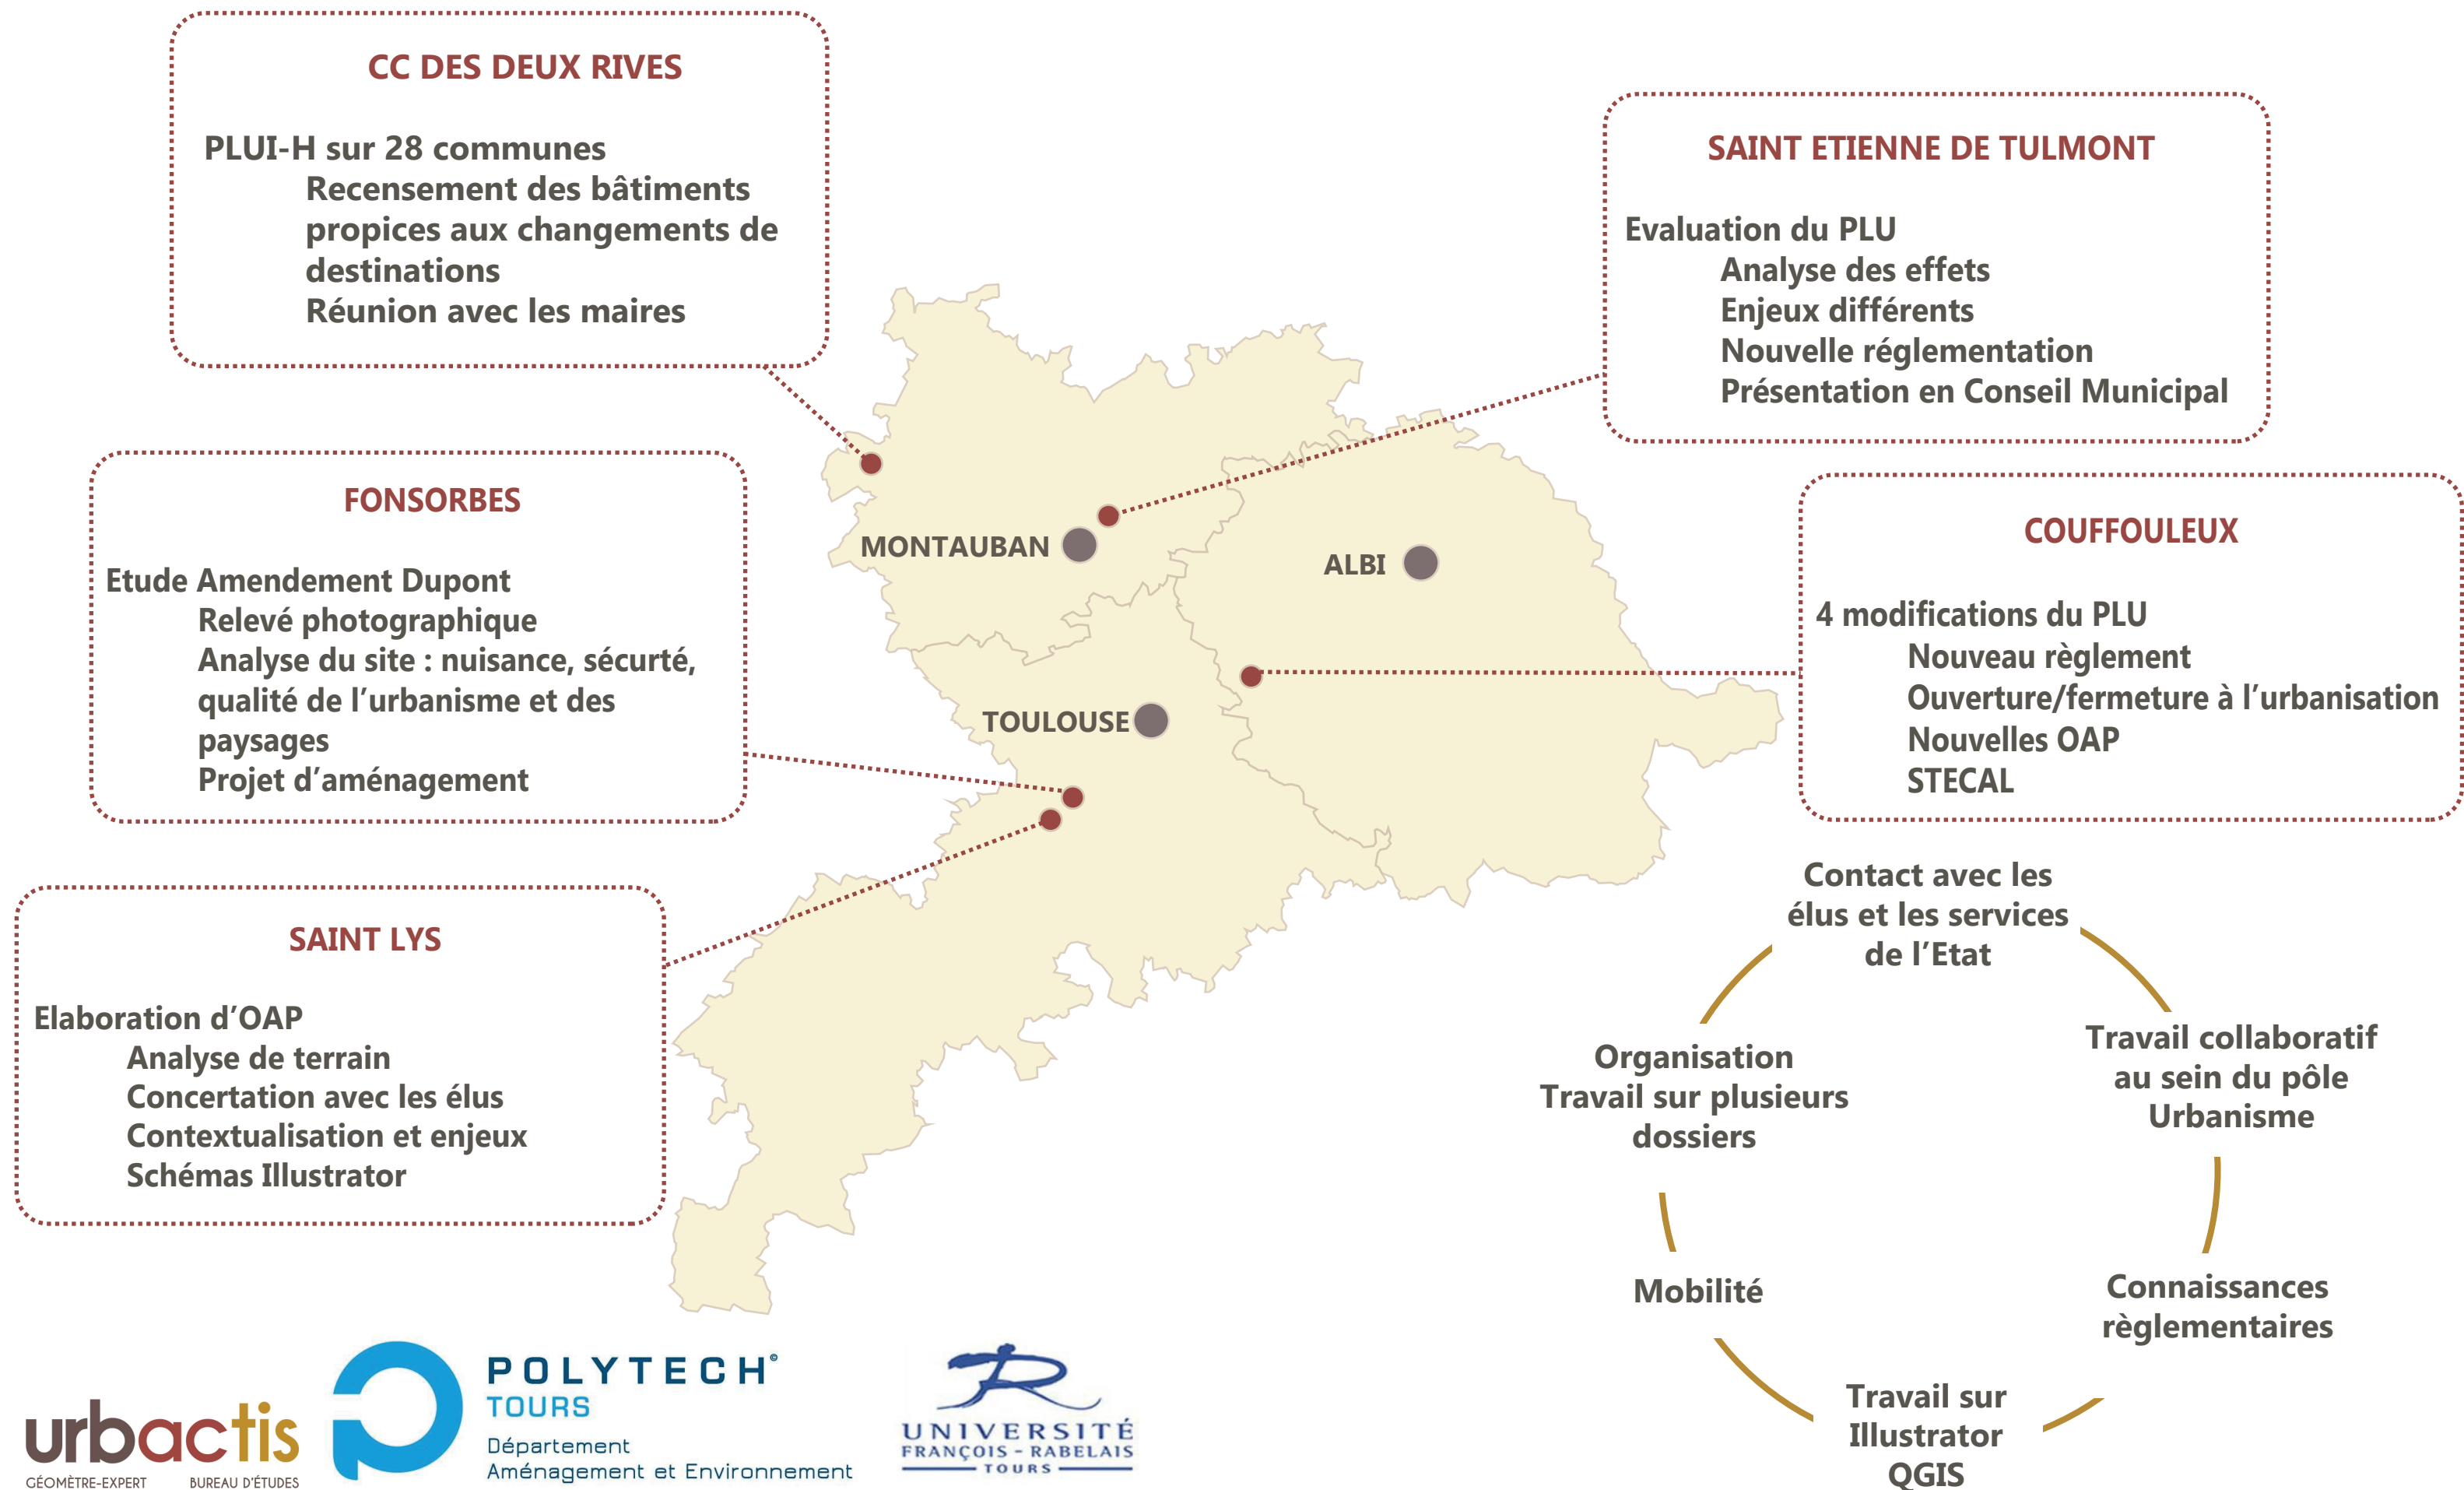 CC DES DEUX RIVES
PLUI-H sur 28 communes
Recensement des bâtiments
propices aux changements de
destinations
Réunion avec les maires
SAINT ETIENNE DE TULMONT
Evaluation du PLU
Analyse des effets
Enjeux différents
Nouvelle réglementation
Présentation en Conseil Municipal
FONSORBES
Etude Amendement Dupont
Relevé photographique
Analyse du site : nuisance, sécurté,
qualité de l'urbanisme et des
paysages
Projet d'aménagement
COUFFOULEUX
4 modifications du PLU
Nouveau règlement
Ouverture/fermeture à l'urbanisation
Nouvelles OAP
STECAL
MONTAUBAN
ALBI
TOULOUSE
SAINT LYS
Elaboration d'OAP
Analyse de terrain
Concertation avec les élus
Contextualisation et enjeux
Schémas Illustrator
Contact avec les
élus et les services
de l'Etat
Travail collaboratif
au sein du pôle
Urbanisme
Connaissances
règlementaires
Travail sur
Illustrator
QGIS
Mobilité
Organisation
Travail sur plusieurs
dossiers
urbactis
GÉOMÈTRE-EXPERT BUREAU D'ÉTUDES
POLYTECH©
TOURS
Département
Aménagement et Environnement
UNIVERSITÉ
FRANÇOIS - RABELAIS
TOURS